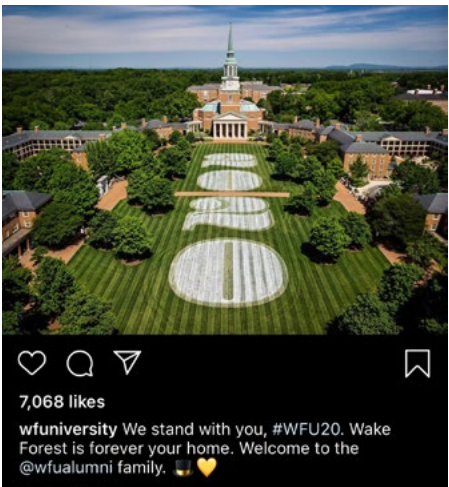 7,068 likes
wfuniversity We stand with you, #WFU20. Wake
Forest is forever your home. Welcome to the
@wfualumni family. 🎩💛